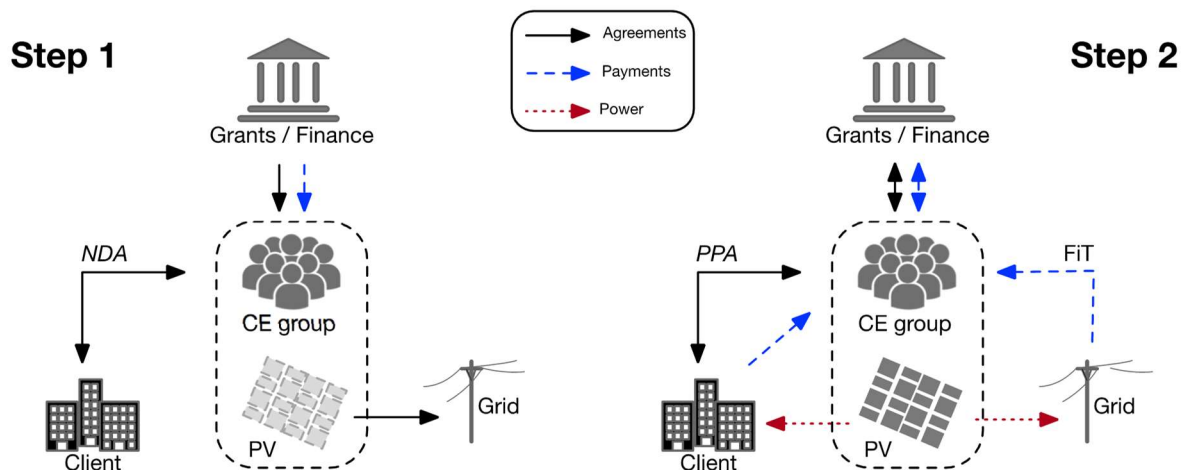 Step 1
Grants / Finance
NDA
CE group
PV
Client
Grid
Agreements
Payments
Power
Step 2
Grants / Finance
PPA
FiT
CE group
PV
Client
Grid